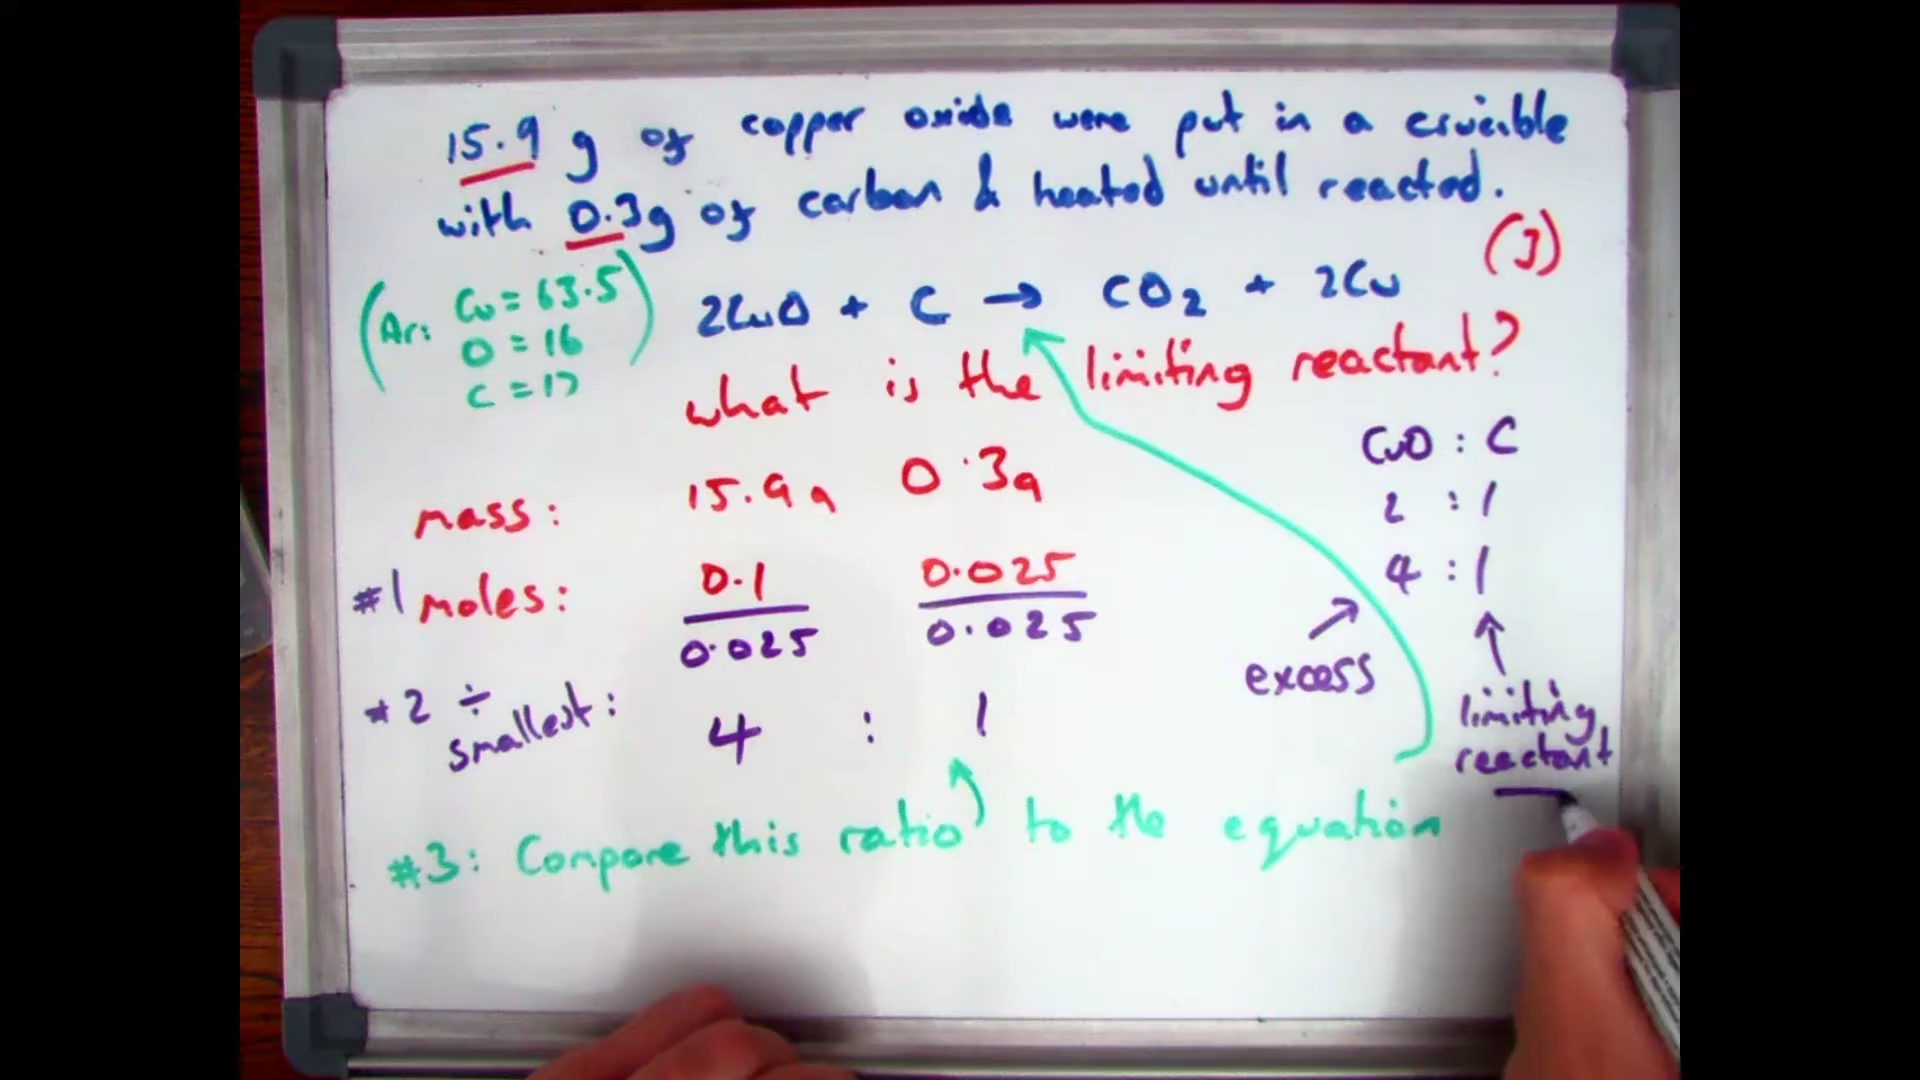 15.9 g of copper oxide were put in a crucible
with 0.3g of carbon & heated until reacted.
(3)
(Ar: Cu = 63.5
O = 16
C = 12)
2CuO + C → CO2 + 2Cu
what is the limiting reactant?
mass: 15.9g 0.3g
#1 moles: 0.1 0.025
0.025 0.025
#2 ÷ smallest: 4 : 1
#3: Compare this ratio to the equation
CuO : C
2 : 1
4 : 1
excess
limiting
reactant